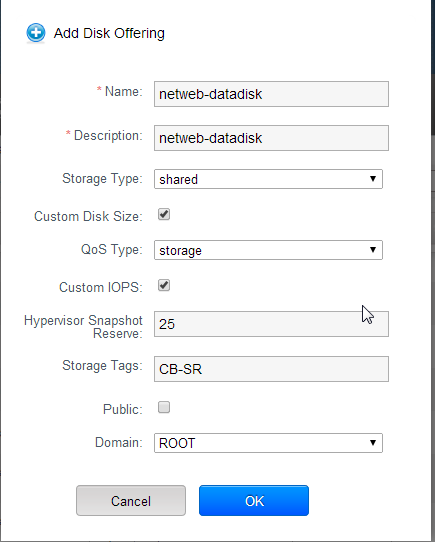 Add Disk Offering
* Name: netweb-datadisk
* Description: netweb-datadisk
Storage Type: shared
Custom Disk Size:
QoS Type: storage
Custom IOPS:
Hypervisor Snapshot
Reserve: 25
Storage Tags: CB-SR
Public:
Domain: ROOT
Cancel OK